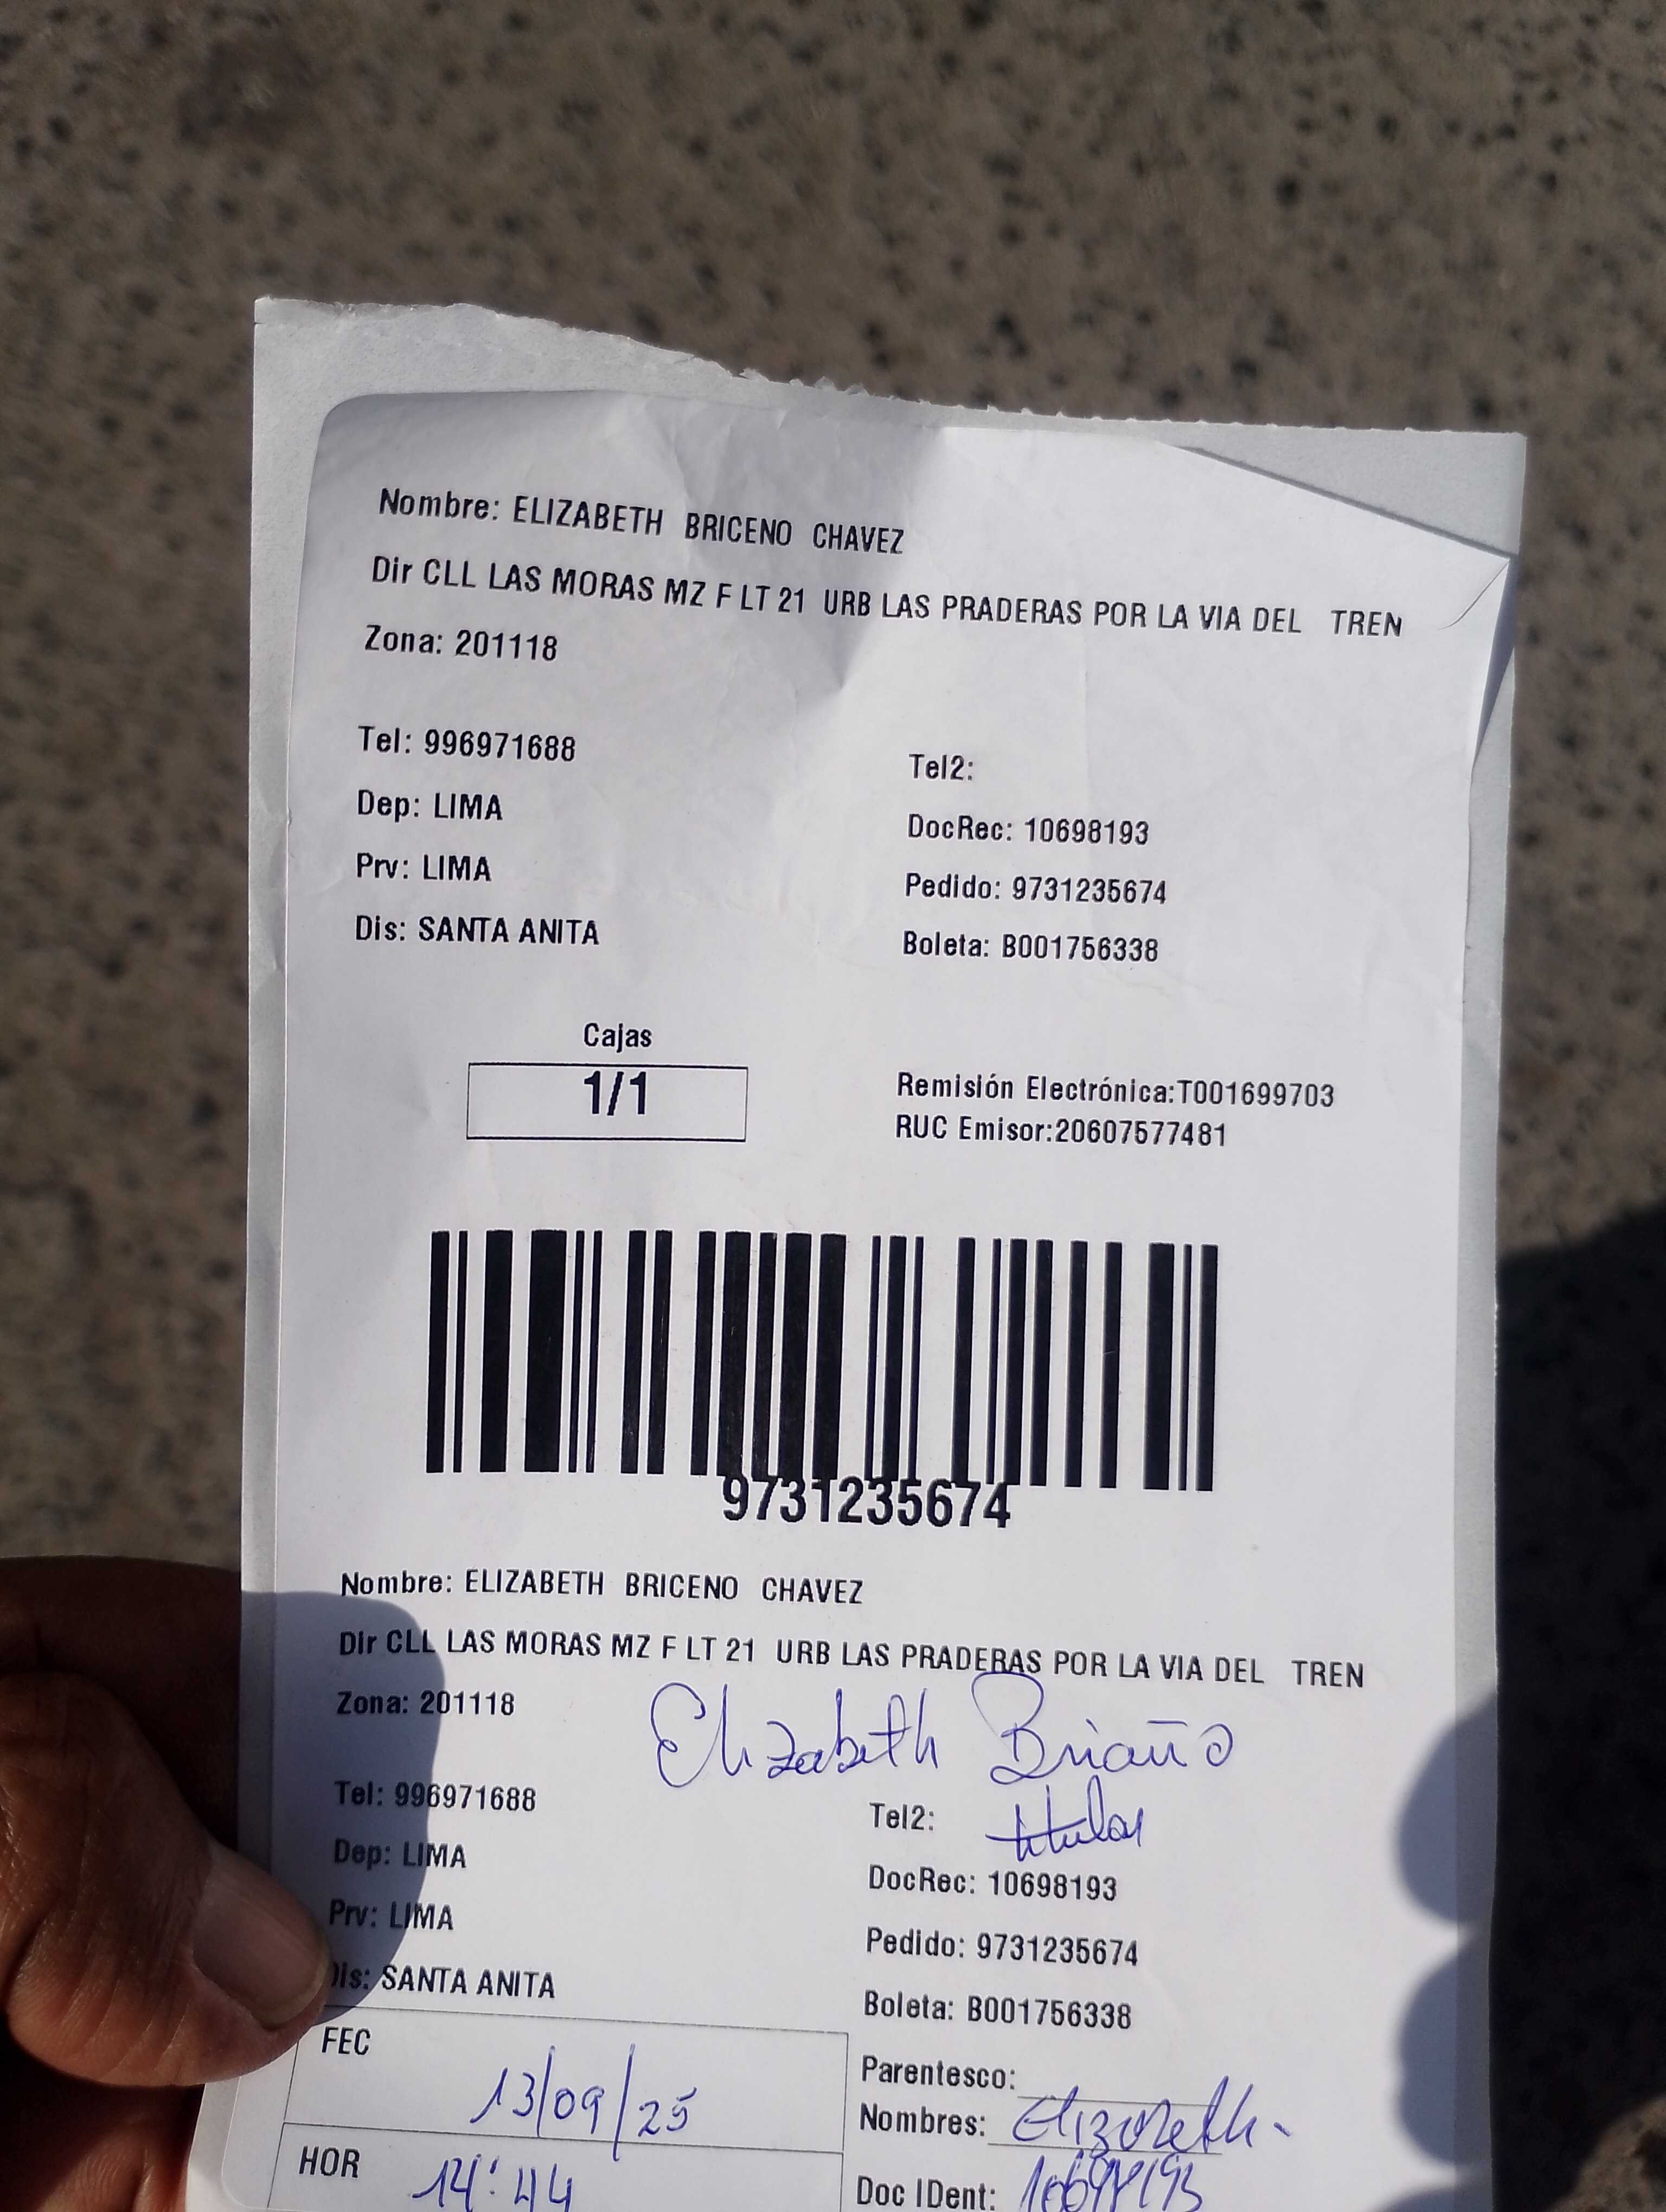 Nombre: ELIZABETH BRICENO CHAVEZ
Dir CLL LAS MORAS MZ F LT 21 URB LAS PRADERAS POR LA VIA DEL TREN
Zona: 201118
Tel: 996971688
Tel2:
Dep: LIMA
DocRec: 10698193
Prv: LIMA
Pedido: 9731235674
Dis: SANTA ANITA
Boleta: B001756338
Cajas
1/1
Remisión Electrónica:T001699703
RUC Emisor:20607577481
9731235674
Nombre: ELIZABETH BRICENO CHAVEZ
Dir CLL LAS MORAS MZ F LT 21 URB LAS PRADERAS POR LA VIA DEL TREN
Zona: 201118
Elizabeth Briceño
Tel: 996971688
Tel2: titular
Dep: LIMA
DocRec: 10698193
Prv: LIMA
Pedido: 9731235674
Dis: SANTA ANITA
Boleta: B001756338
FEC 13/09/25
Parentesco:
Nombres: Elizabeth
HOR 14:44
Doc IDent: 10698193